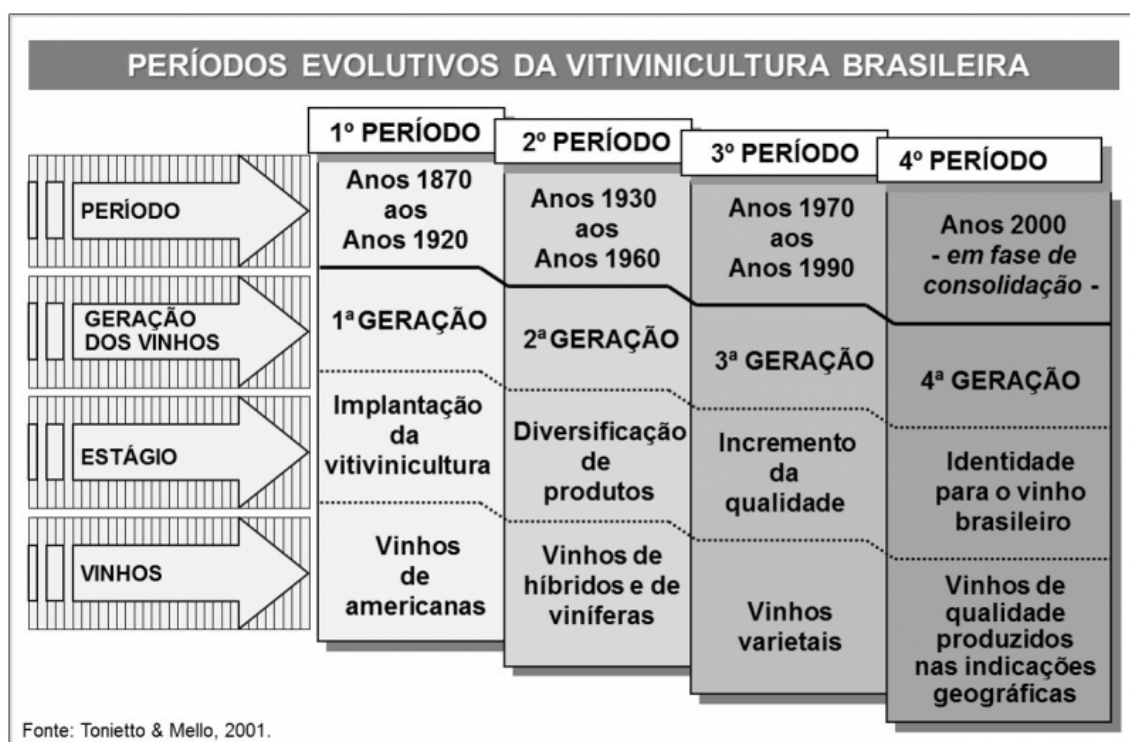 PERÍODOS EVOLUTIVOS DA VITIVINICULTURA BRASILEIRA
1º PERÍODO
2º PERÍODO
3º PERÍODO
4º PERÍODO
PERÍODO
Anos 1870
aos
Anos 1920
Anos 1930
aos
Anos 1960
Anos 1970
aos
Anos 1990
Anos 2000
- em fase de
consolidação -
GERAÇÃO
DOS VINHOS
1ª GERAÇÃO
2ª GERAÇÃO
3ª GERAÇÃO
4ª GERAÇÃO
ESTÁGIO
Implantação
da
vitivinicultura
Diversificação
de
produtos
Incremento
da
qualidade
Identidade
para o vinho
brasileiro
VINHOS
Vinhos
de
americanas
Vinhos de
híbridos e de
viníferas
Vinhos
varietais
Vinhos de
qualidade
produzidos
nas indicações
geográficas
Fonte: Tonietto & Mello, 2001.